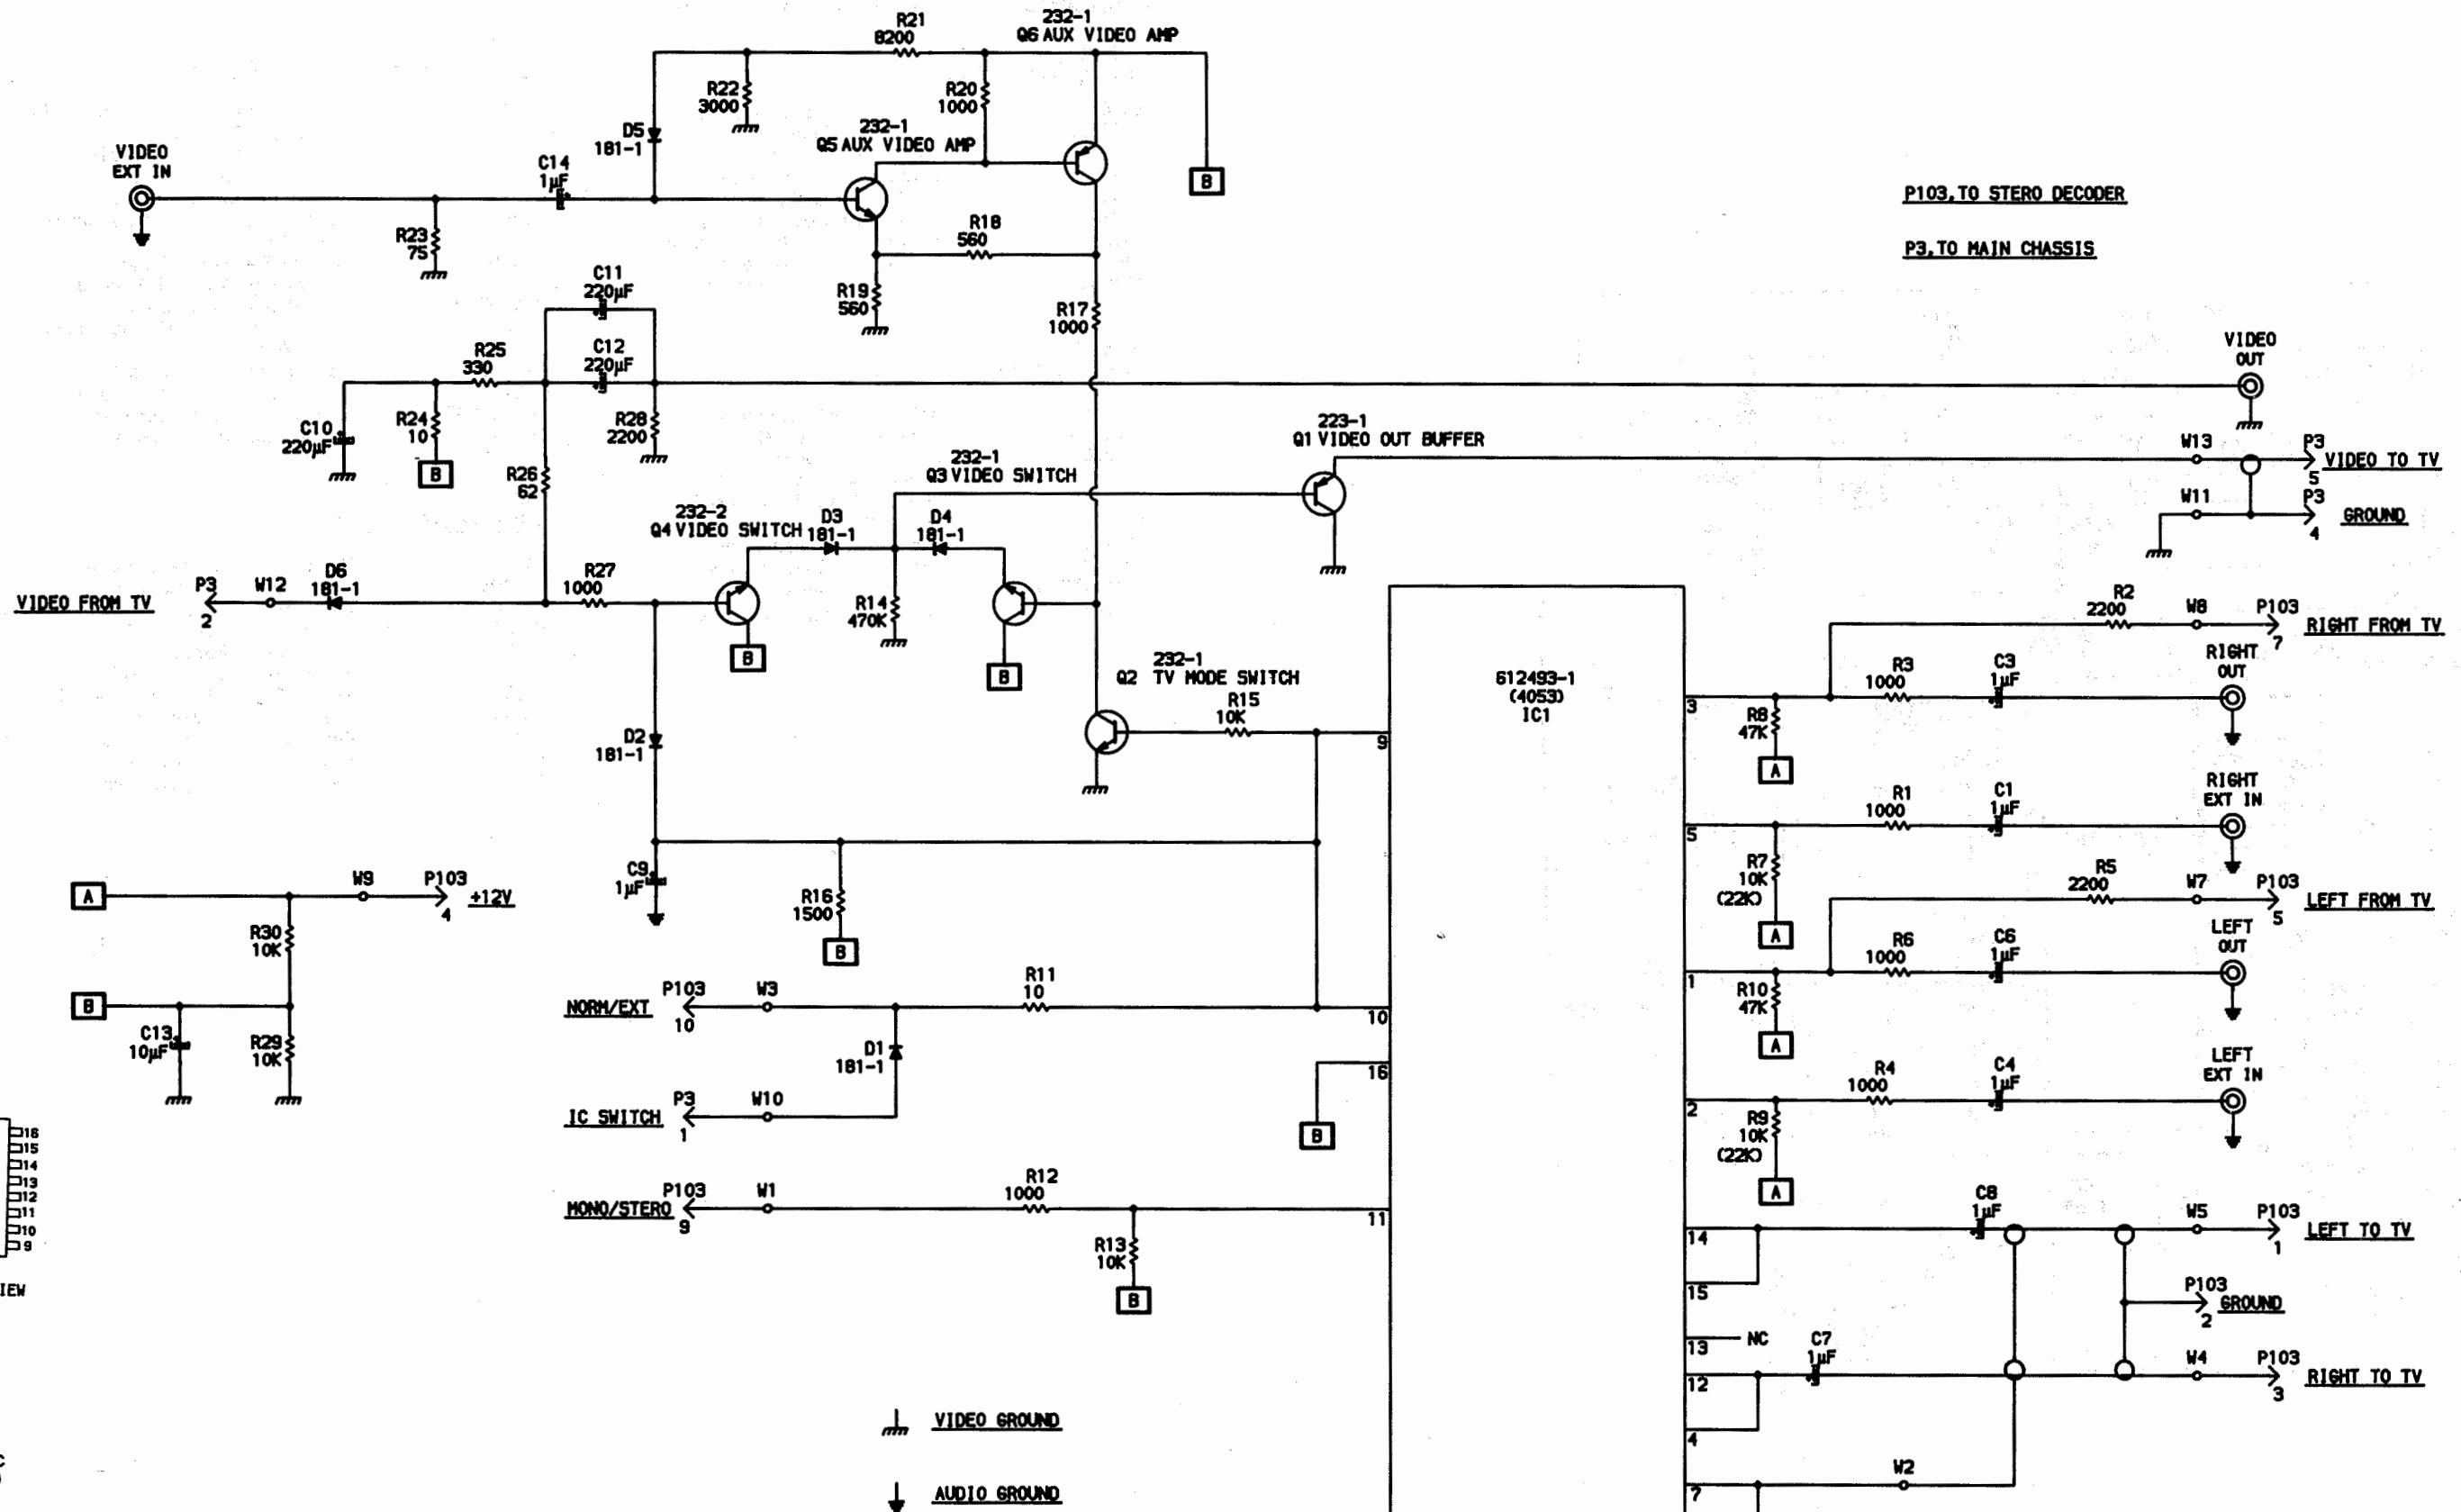 R21
8200
232-1
Q6 AUX VIDEO AMP
R22
3000
R20
1000
D5
181-1
232-1
Q5 AUX VIDEO AMP
B
VIDEO
EXT IN
C14
1µF
R23
75
R18
560
R19
560
R17
1000
P103,TO STERO DECODER
P3,TO MAIN CHASSIS
C11
220µF
C12
220µF
R25
330
R24
10
C10
220µF
B
R28
2200
R26
62
VIDEO
OUT
223-1
Q1 VIDEO OUT BUFFER
W13
P3
5
VIDEO TO TV
W11
P3
4
GROUND
232-1
Q3 VIDEO SWITCH
232-2
Q4 VIDEO SWITCH
D3
181-1
D4
181-1
VIDEO FROM TV
P3
2
W12
D6
181-1
R27
1000
R14
470K
B
B
232-1
Q2 TV MODE SWITCH
R15
10K
D2
181-1
612493-1
(4053)
IC1
9
10
16
11
3
5
1
2
14
15
13
12
4
7
R2
2200
W8
P103
7
RIGHT FROM TV
R3
1000
C3
1µF
RIGHT
OUT
R8
47K
A
R1
1000
C1
1µF
RIGHT
EXT IN
R7
10K
(22K)
A
R5
2200
W7
P103
5
LEFT FROM TV
R6
1000
C6
1µF
LEFT
OUT
R10
47K
A
R4
1000
C4
1µF
LEFT
EXT IN
R9
10K
(22K)
A
C8
1µF
W5
P103
1
LEFT TO TV
P103
2
GROUND
NC
C7
1µF
W4
P103
3
RIGHT TO TV
W2
C9
1µF
R16
1500
B
A
W9
P103
4
+12V
R30
10K
B
C13
10µF
R29
10K
NORM/EXT
P103
10
W3
R11
10
D1
181-1
IC SWITCH
P3
1
W10
B
MONO/STERO
P103
9
W1
R12
1000
R13
10K
B
16
15
14
13
12
11
10
9
IEW
VIDEO GROUND
AUDIO GROUND